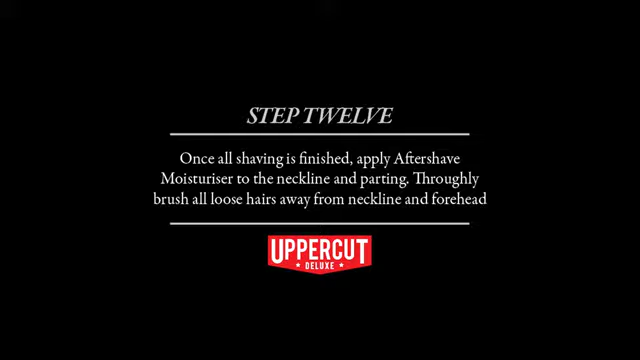 STEP TWELVE
Once all shaving is finished, apply Aftershave
Moisturiser to the neckline and parting. Throughly
brush all loose hairs away from neckline and forehead
UPPERCUT
DELUXE